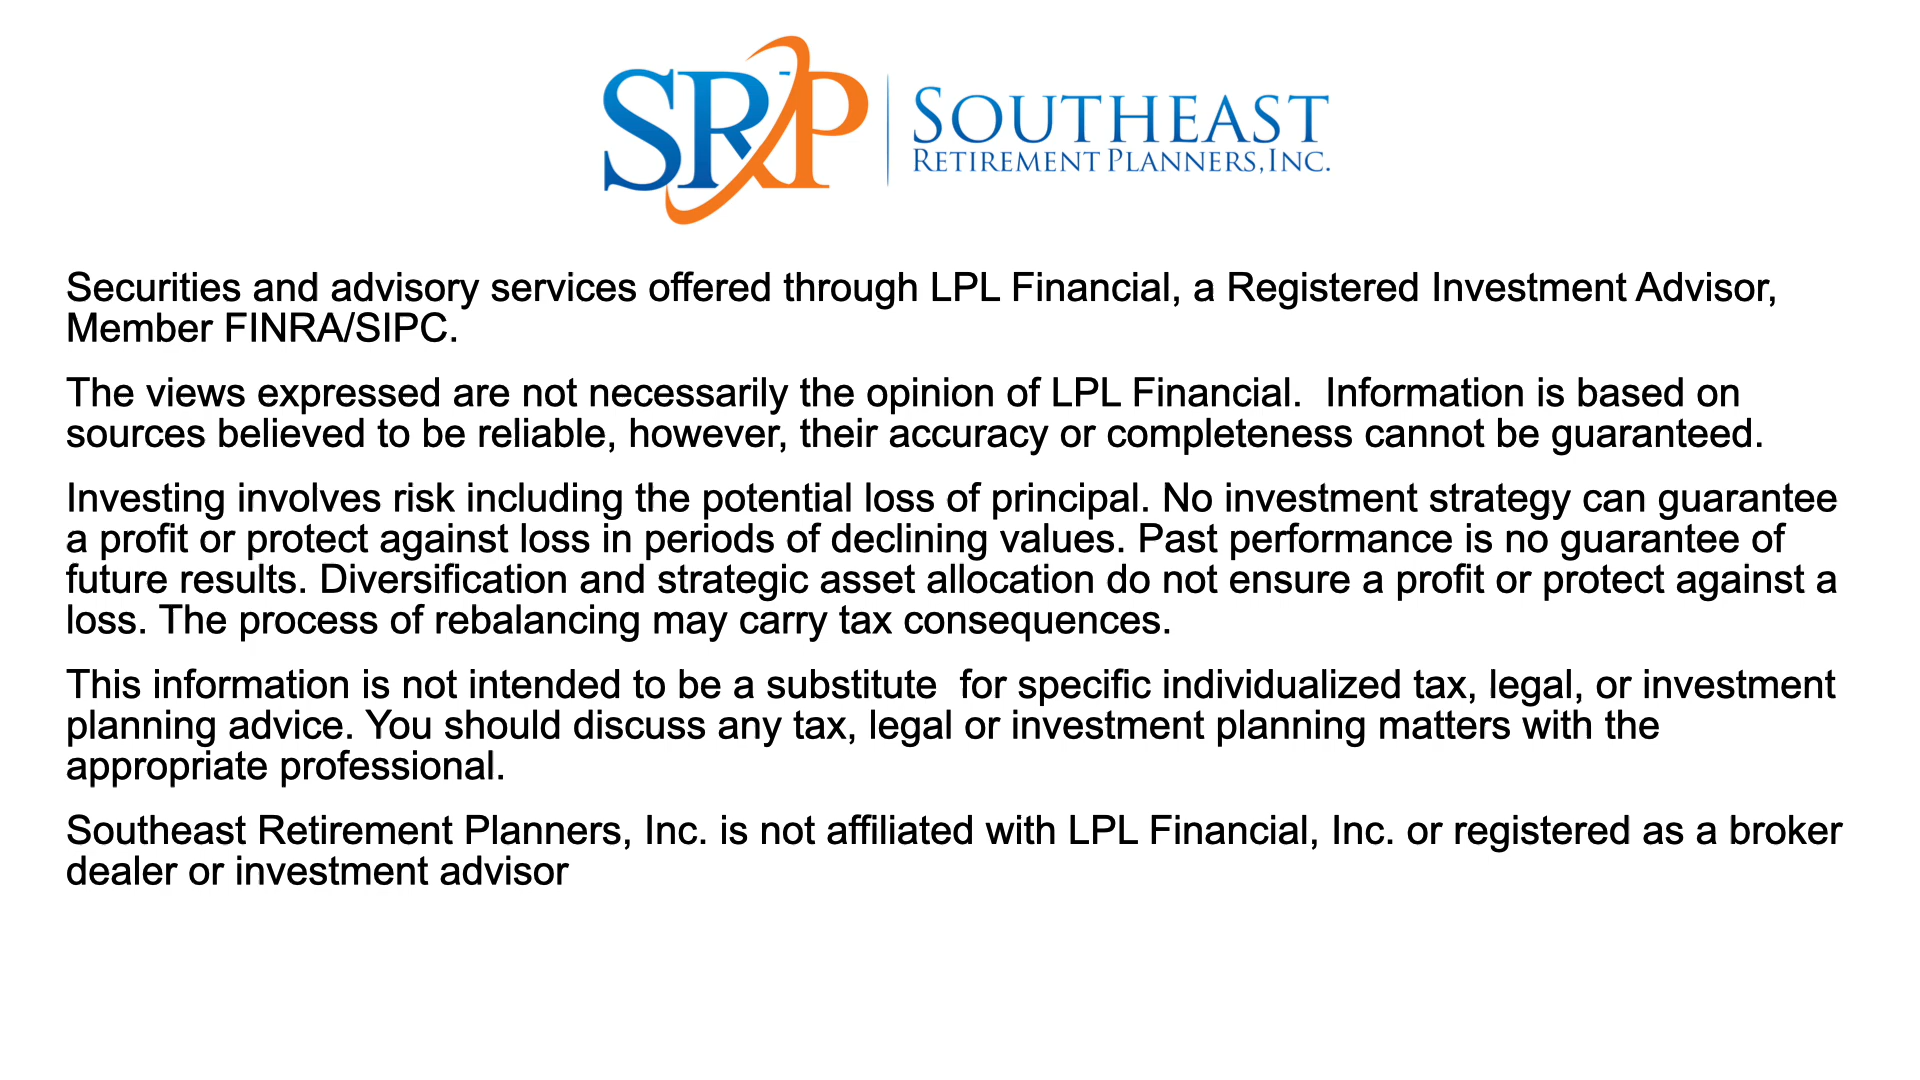 SRP
SOUTHEAST
RETIREMENT PLANNERS, INC.
Securities and advisory services offered through LPL Financial, a Registered Investment Advisor,
Member FINRA/SIPC.
The views expressed are not necessarily the opinion of LPL Financial.  Information is based on
sources believed to be reliable, however, their accuracy or completeness cannot be guaranteed.
Investing involves risk including the potential loss of principal. No investment strategy can guarantee
a profit or protect against loss in periods of declining values. Past performance is no guarantee of
future results. Diversification and strategic asset allocation do not ensure a profit or protect against a
loss. The process of rebalancing may carry tax consequences.
This information is not intended to be a substitute  for specific individualized tax, legal, or investment
planning advice. You should discuss any tax, legal or investment planning matters with the
appropriate professional.
Southeast Retirement Planners, Inc. is not affiliated with LPL Financial, Inc. or registered as a broker
dealer or investment advisor